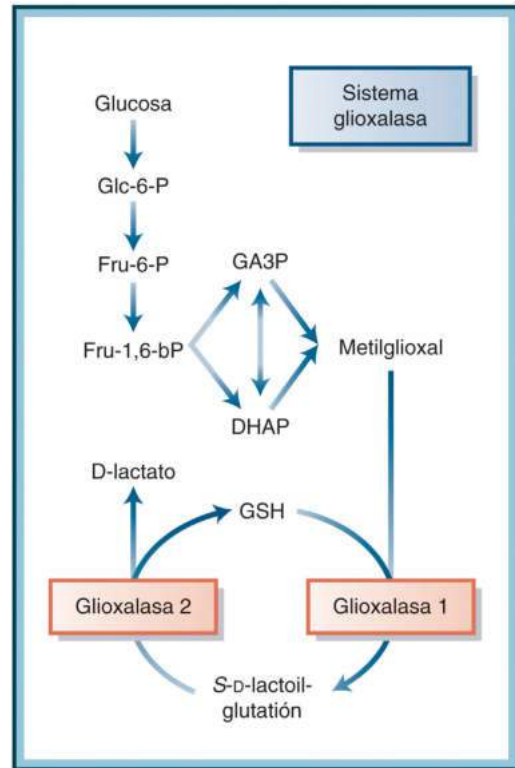 Sistema
glioxalasa
Glucosa
Glc-6-P
Fru-6-P
GA3P
Fru-1,6-bP
Metilglioxal
DHAP
D-lactato
GSH
Glioxalasa 2
Glioxalasa 1
S-D-lactoil-
glutatión